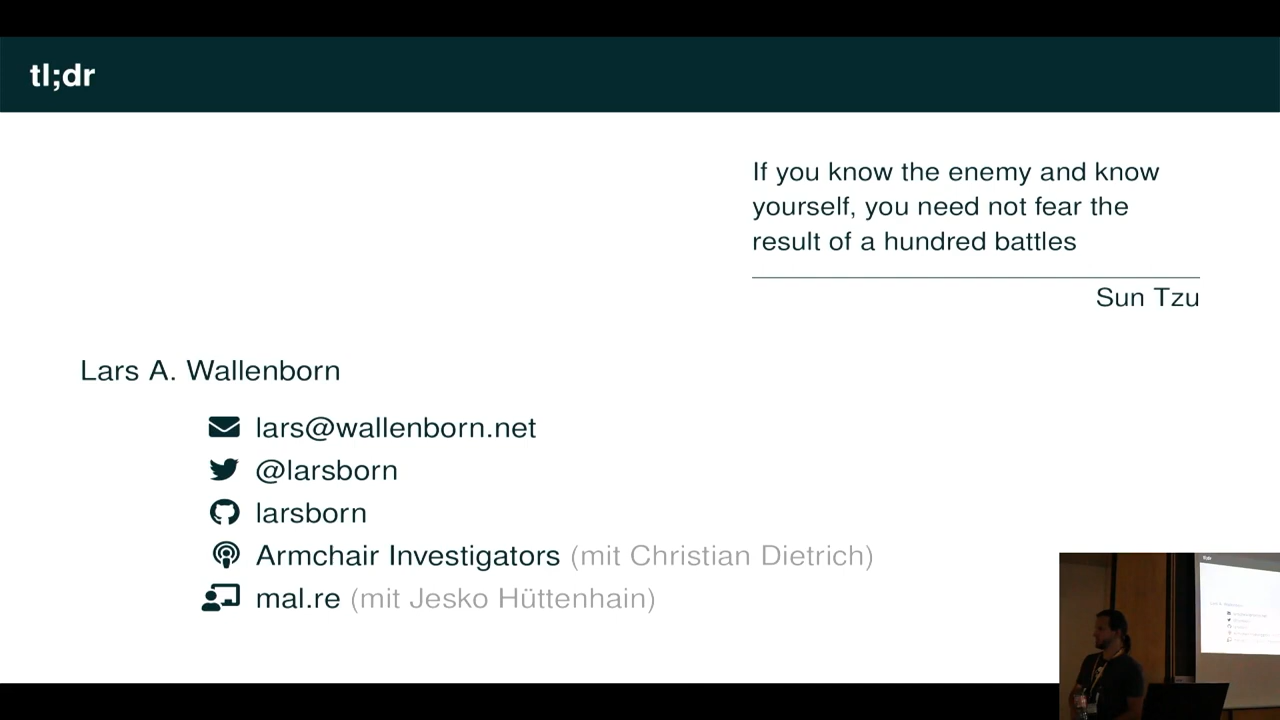 tl;dr
If you know the enemy and know
yourself, you need not fear the
result of a hundred battles
Sun Tzu
Lars A. Wallenborn
lars@wallenborn.net
@larsborn
larsborn
Armchair Investigators (mit Christian Dietrich)
mal.re (mit Jesko Hüttenhain)